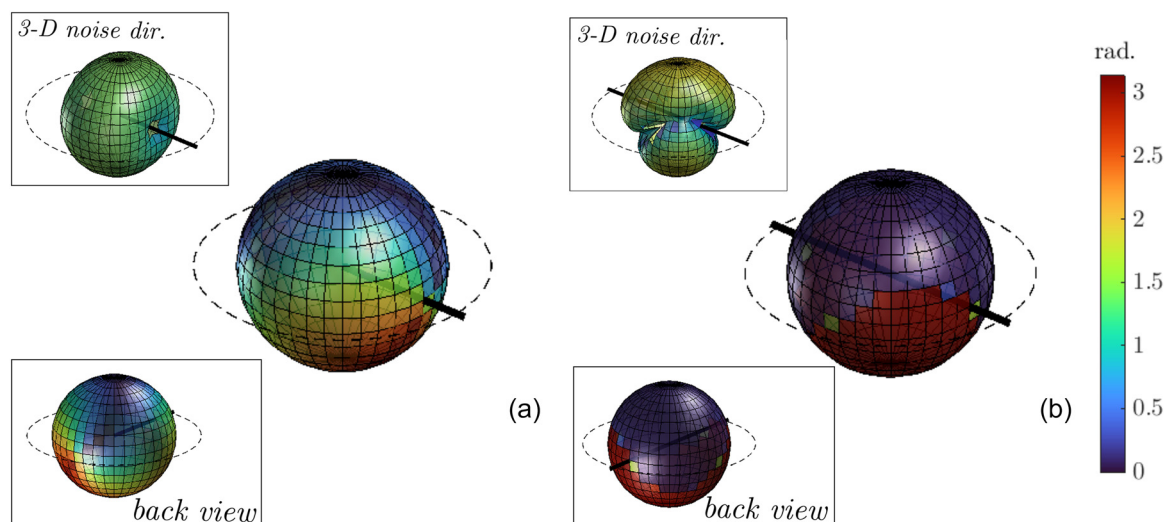 3-D noise dir.
back view
(a)
3-D noise dir.
back view
(b)
rad.
3
2.5
2
1.5
1
0.5
0